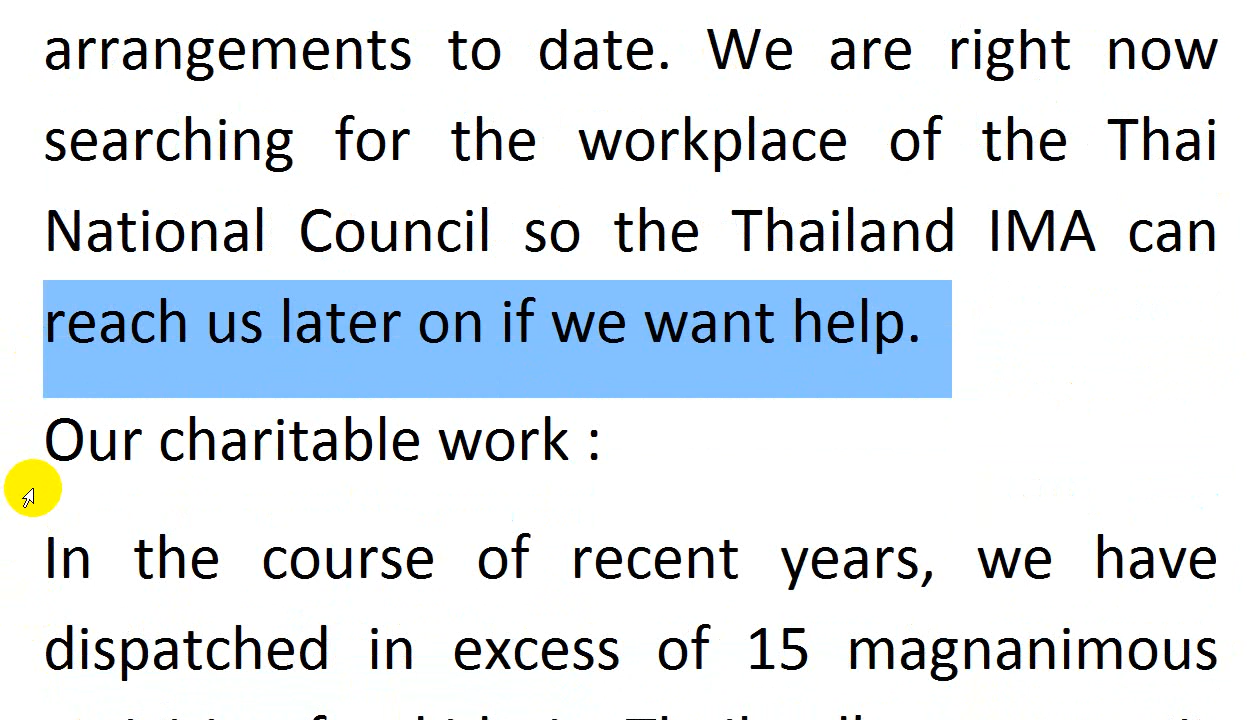 arrangements to date. We are right now
searching for the workplace of the Thai
National Council so the Thailand IMA can
reach us later on if we want help.
Our charitable work :
In the course of recent years, we have
dispatched in excess of 15 magnanimous